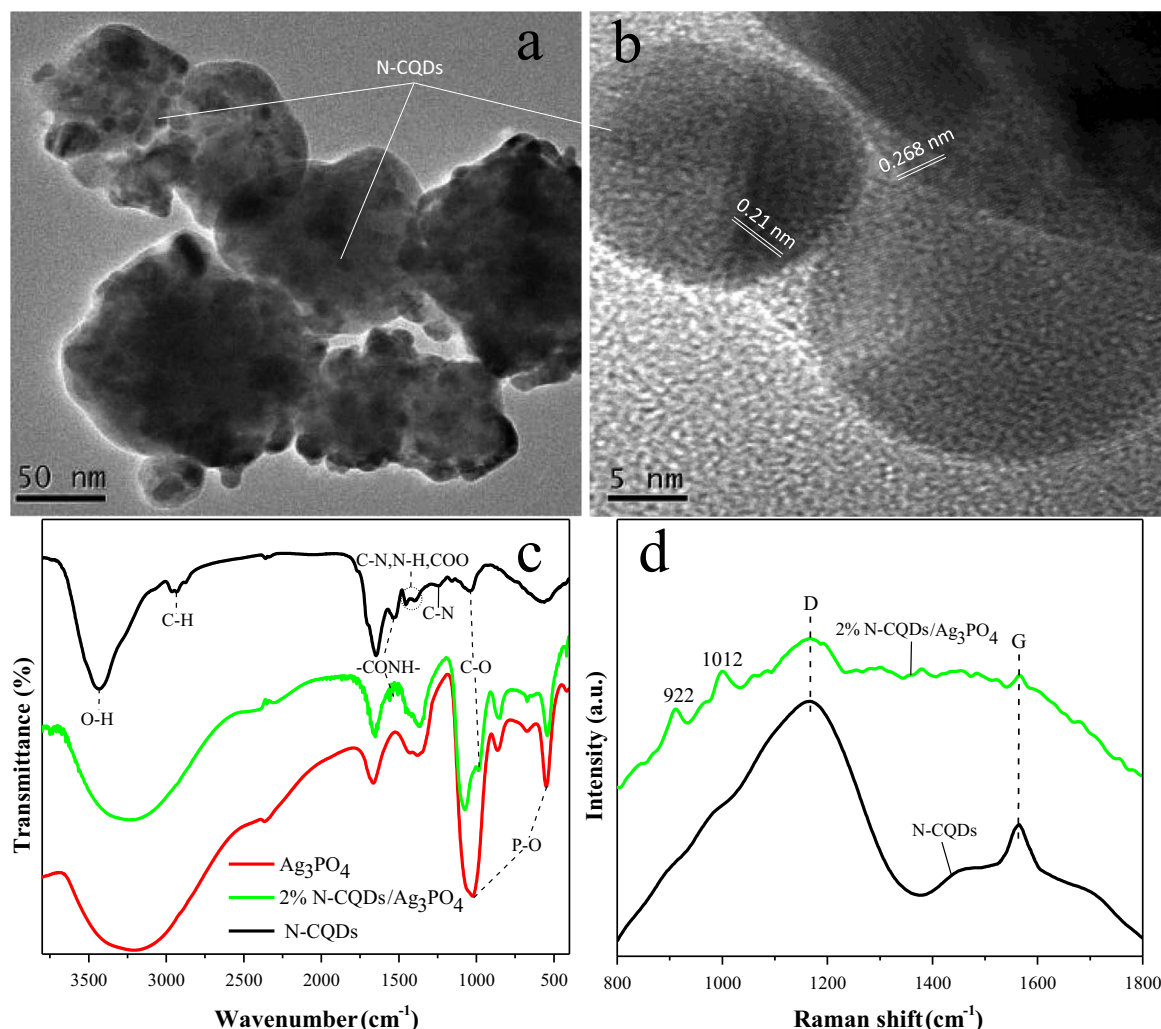 a
N-CQDs
50 nm
b
0.268 nm
0.21 nm
5 nm
c
C-N,N-H,COO
C-H
C-N
-CONH-
C-O
O-H
P-O
Ag₃PO₄
2% N-CQDs/Ag₃PO₄
N-CQDs
Transmittance (%)
3500 3000 2500 2000 1500 1000 500
Wavenumber (cm⁻¹)
d
D
2% N-CQDs/Ag₃PO₄
G
1012
922
N-CQDs
Intensity (a.u.)
800 1000 1200 1400 1600 1800
Raman shift (cm⁻¹)